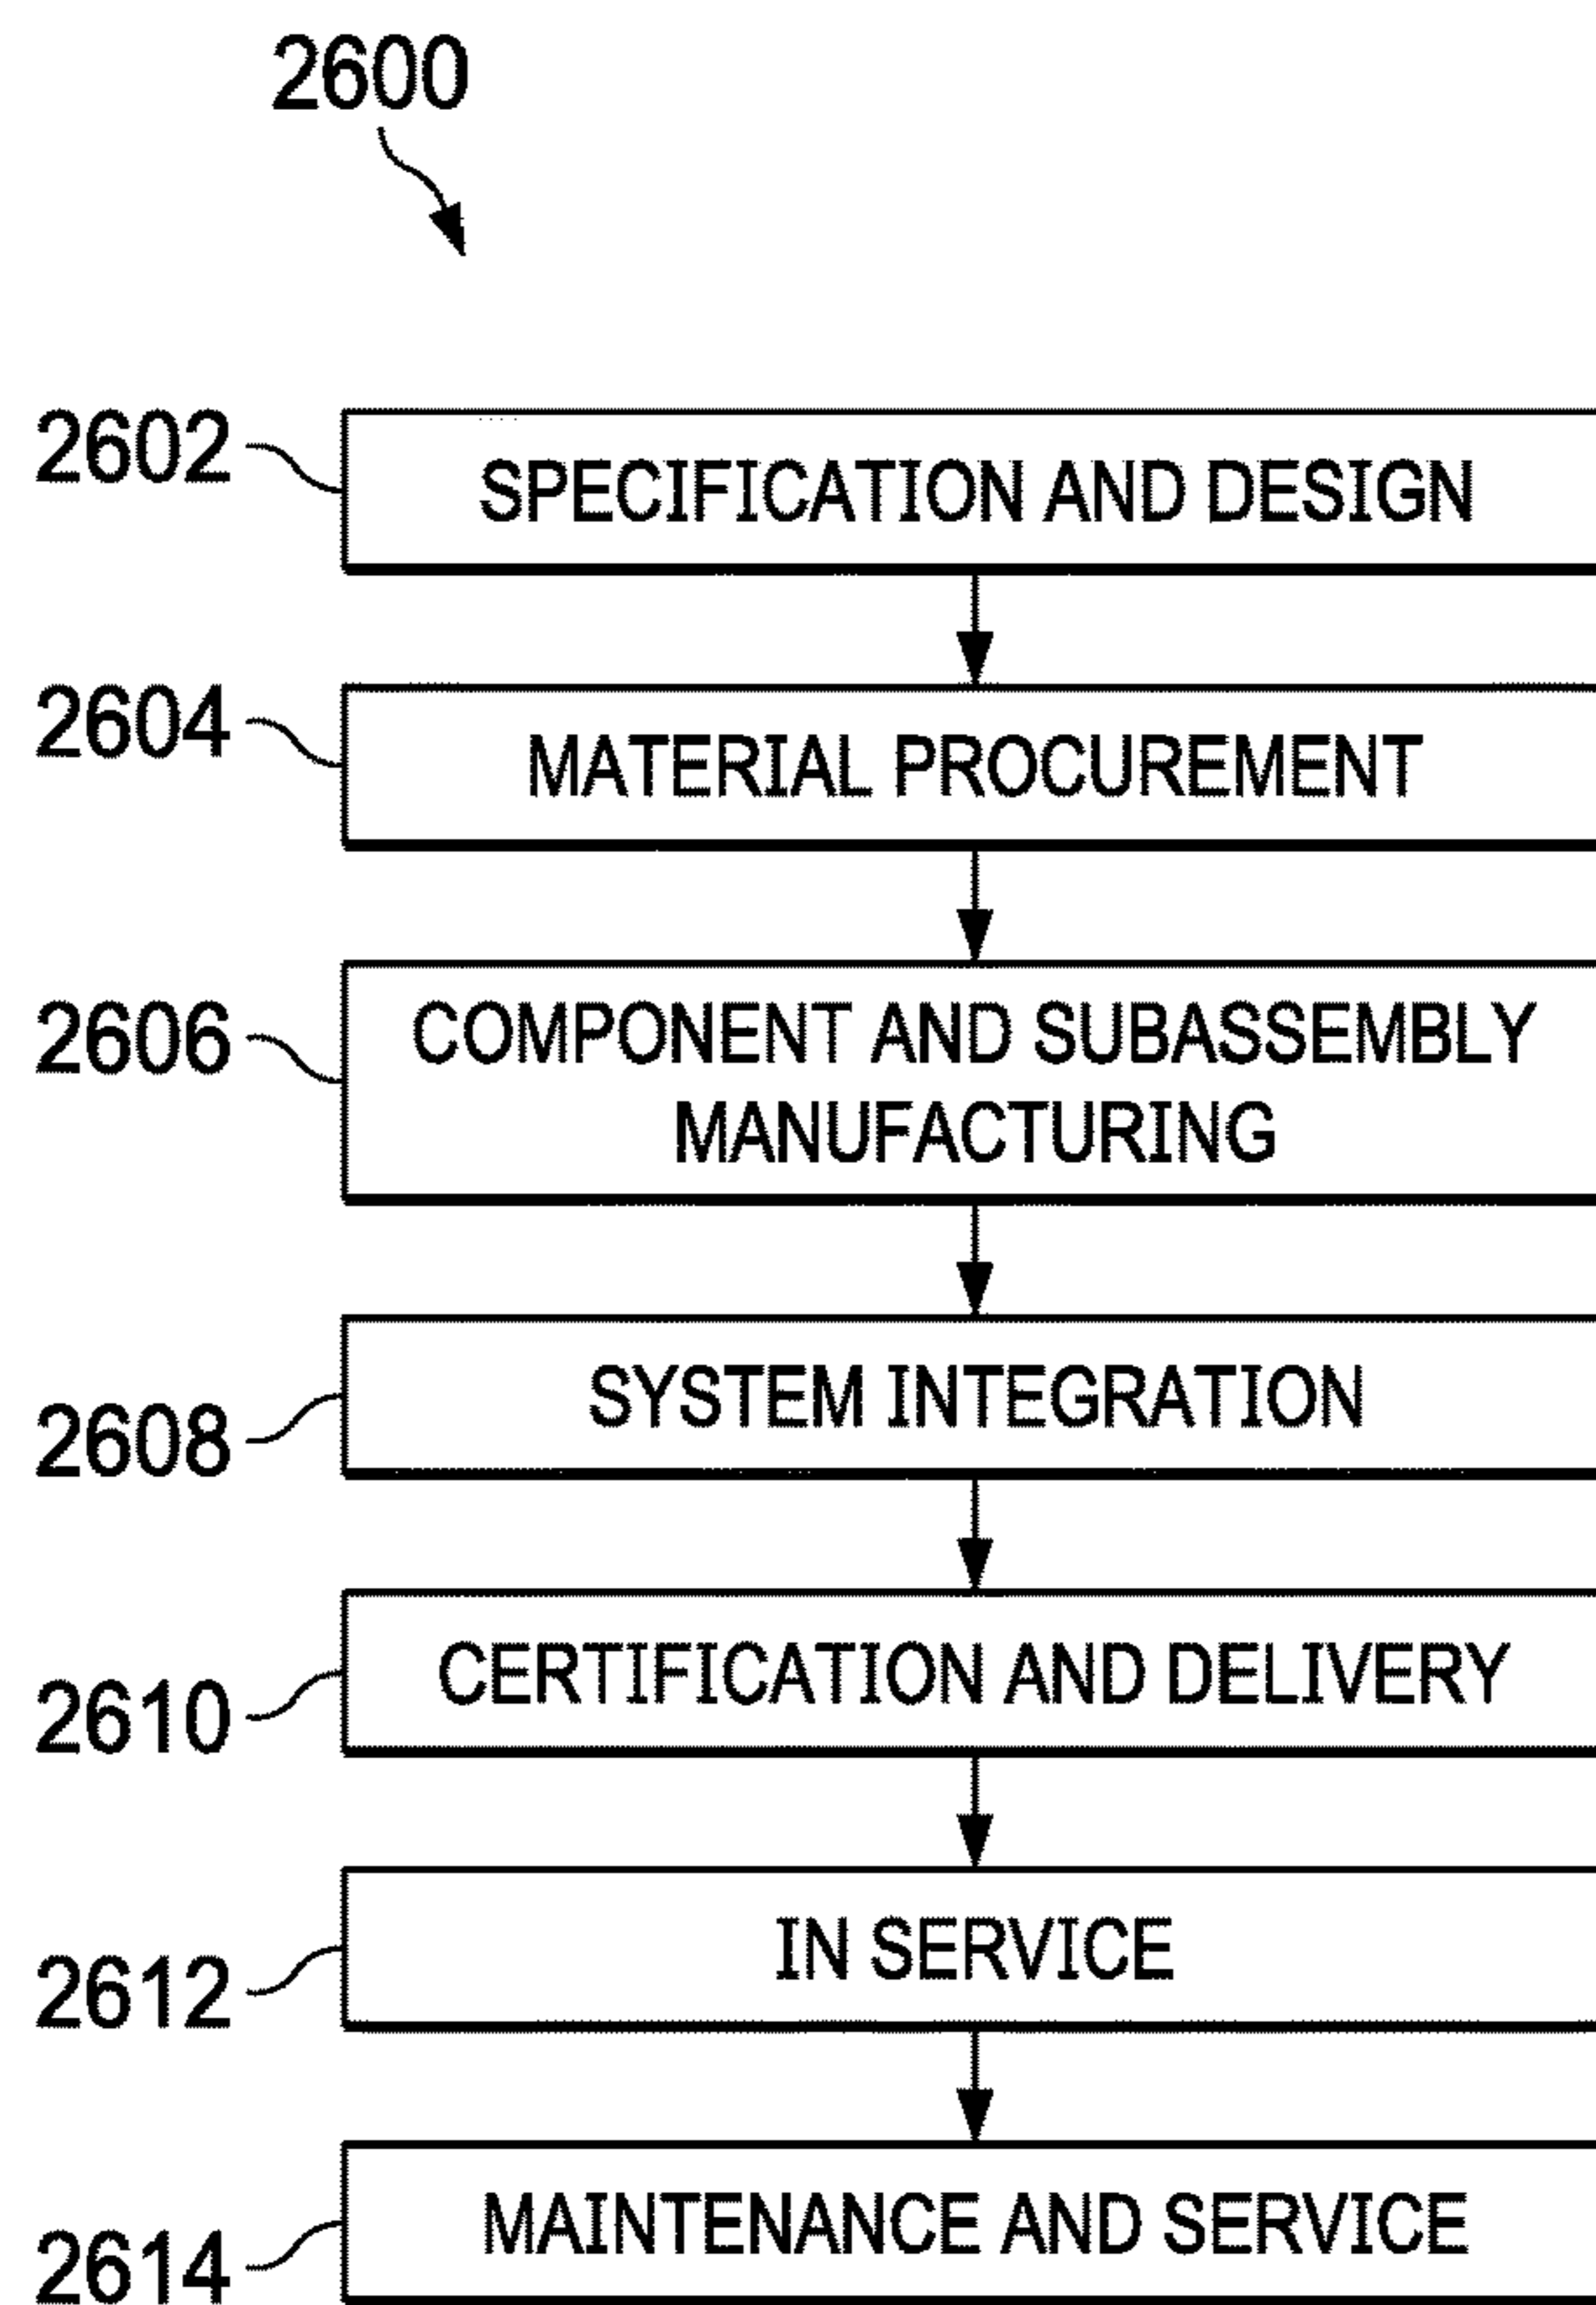 2600
2602
SPECIFICATION AND DESIGN
2604
MATERIAL PROCUREMENT
2606
COMPONENT AND SUBASSEMBLY
MANUFACTURING
2608
SYSTEM INTEGRATION
2610
CERTIFICATION AND DELIVERY
2612
IN SERVICE
2614
MAINTENANCE AND SERVICE